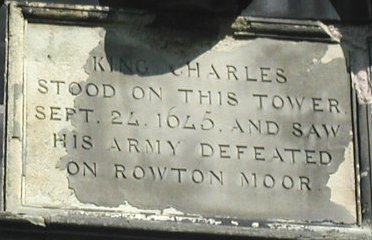 KING CHARLES
STOOD ON THIS TOWER
SEPT. 24. 1645. AND SAW
HIS ARMY DEFEATED
ON ROWTON MOOR.